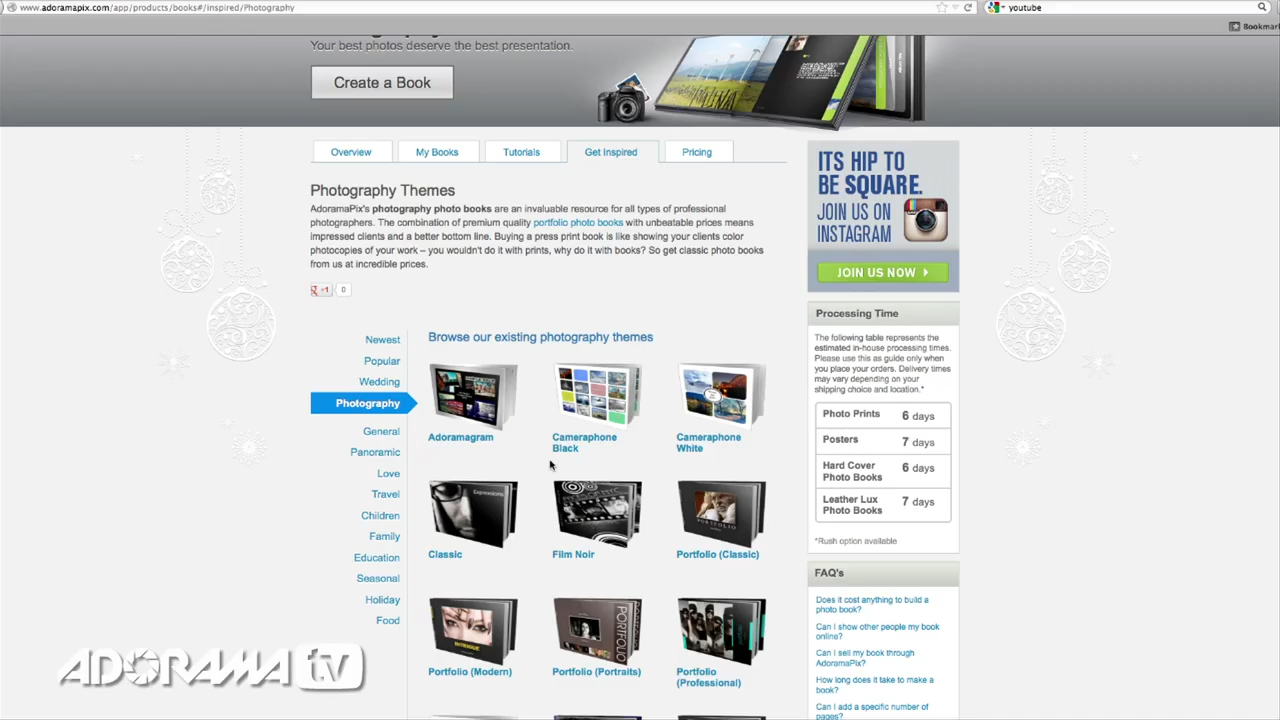 www.adoramapix.com/app/products/books#/inspired/Photography
youtube
Bookmar
Your best photos deserve the best presentation.
Create a Book
Overview
My Books
Tutorials
Get Inspired
Pricing
Photography Themes
AdoramaPix's photography photo books are an invaluable resource for all types of professional
photographers. The combination of premium quality portfolio photo books with unbeatable prices means
impressed clients and a better bottom line. Buying a press print book is like showing your clients color
photocopies of your work – you wouldn't do it with prints, why do it with books? So get classic photo books
from us at incredible prices.
+1
0
Newest
Popular
Wedding
Photography
General
Panoramic
Love
Travel
Children
Family
Education
Seasonal
Holiday
Food
Browse our existing photography themes
Adoramagram
Cameraphone
Black
Cameraphone
White
Expressions
PORTFOLIO
Classic
Film Noir
Portfolio (Classic)
INTRIGUE
PORTFOLIO
Portfolio (Modern)
Portfolio (Portraits)
Portfolio
(Professional)
ITS HIP TO
BE SQUARE.
JOIN US ON
INSTAGRAM
JOIN US NOW
Processing Time
The following table represents the
estimated in-house processing times.
Please use this as guide only when
you place your orders. Delivery times
may vary depending on your
shipping choice and location.*
Photo Prints 6 days
Posters 7 days
Hard Cover
Photo Books 6 days
Leather Lux
Photo Books 7 days
*Rush option available
FAQ's
Does it cost anything to build a
photo book?
Can I show other people my book
online?
Can I sell my book through
AdoramaPix?
How long does it take to make a
book?
Can I add a specific number of
pages?
ADORAMA tv